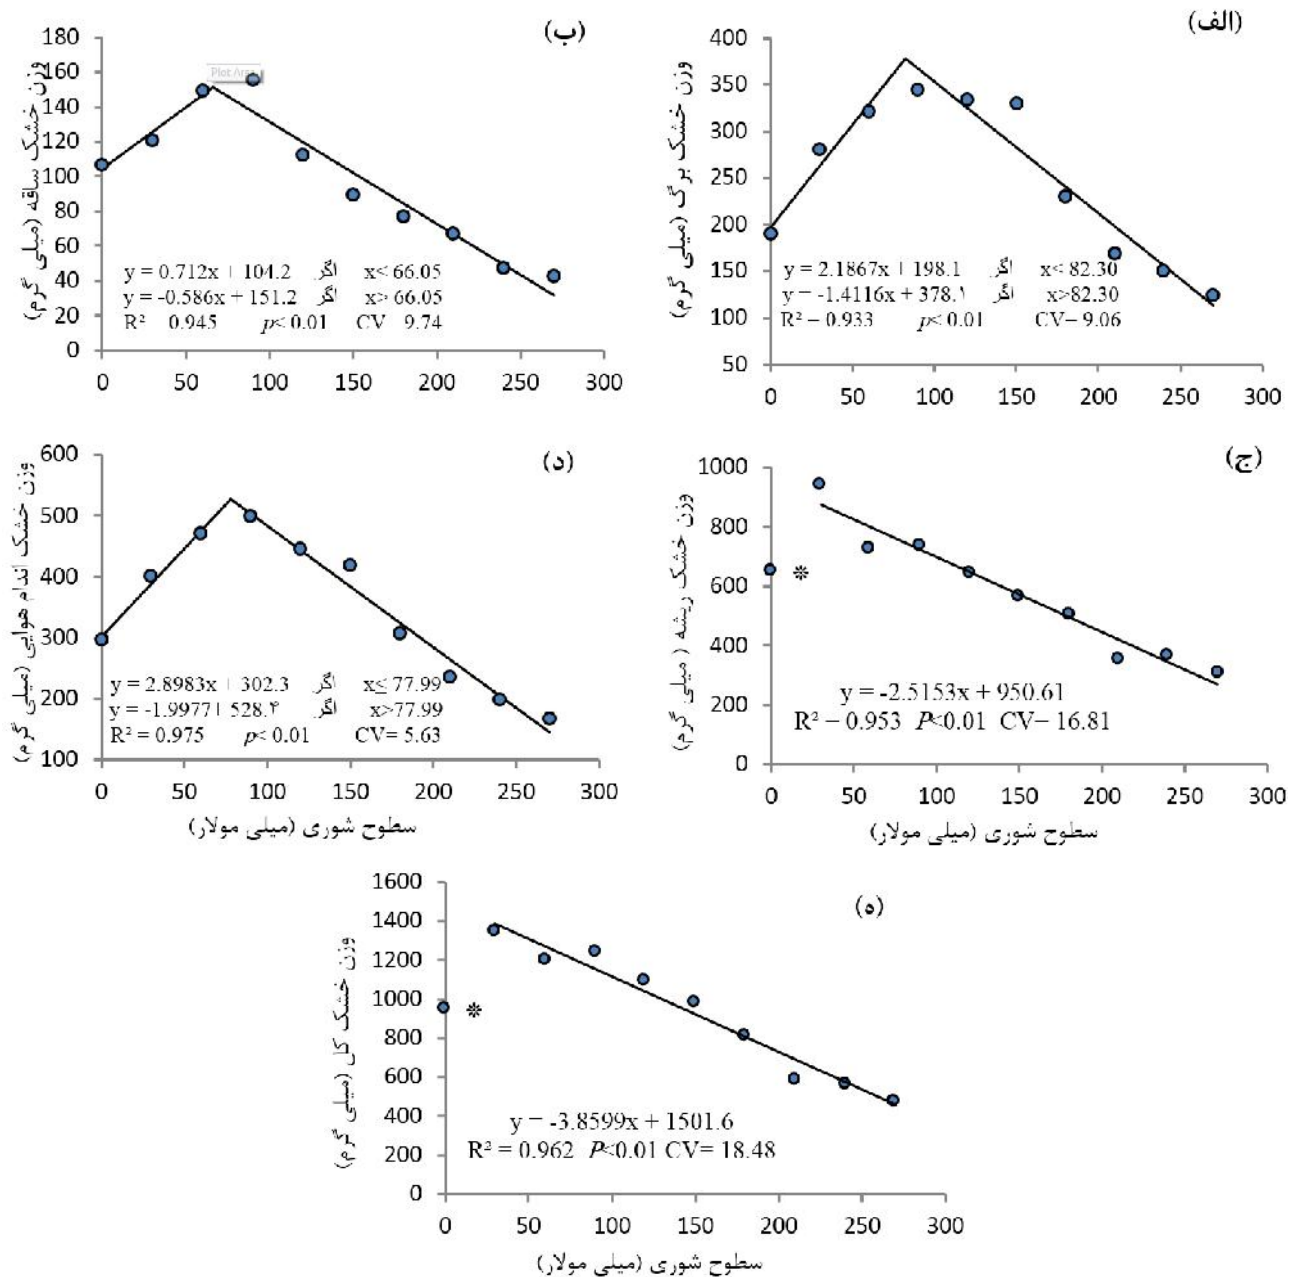 (الف)
وزن خشک برگ (میلی گرم)
400
350
300
250
200
150
100
50
y = 2.1867x + 198.1 اگر x< 82.30
y = -1.4116x + 378.۱ اگر x>82.30
R² = 0.933 p< 0.01 CV= 9.06
0 50 100 150 200 250 300
(ب)
وزن خشک ساقه (میلی گرم)
180
160
140
120
100
80
60
40
20
0
Plot Area
y = 0.712x + 104.2 اگر x< 66.05
y = -0.586x + 151.2 اگر x> 66.05
R² 0.945 p< 0.01 CV 9.74
0 50 100 150 200 250 300
(ج)
وزن خشک ریشه (میلی گرم)
1000
800
600
400
200
0
※
y = -2.5153x + 950.61
R² = 0.953 P<0.01 CV= 16.81
0 50 100 150 200 250 300
سطوح شوری (میلی مولار)
(د)
وزن خشک اندام هوایی (میلی گرم)
600
500
400
300
200
100
y = 2.8983x + 302.3 اگر x≤ 77.99
y = -1.9977+ 528.۴ اگر x>77.99
R² = 0.975 p< 0.01 CV= 5.63
0 50 100 150 200 250 300
سطوح شوری (میلی مولار)
(ه)
وزن خشک کل (میلی گرم)
1600
1400
1200
1000
800
600
400
200
0
※
y = -3.8599x + 1501.6
R² = 0.962 P<0.01 CV= 18.48
0 50 100 150 200 250 300
سطوح شوری (میلی مولار)